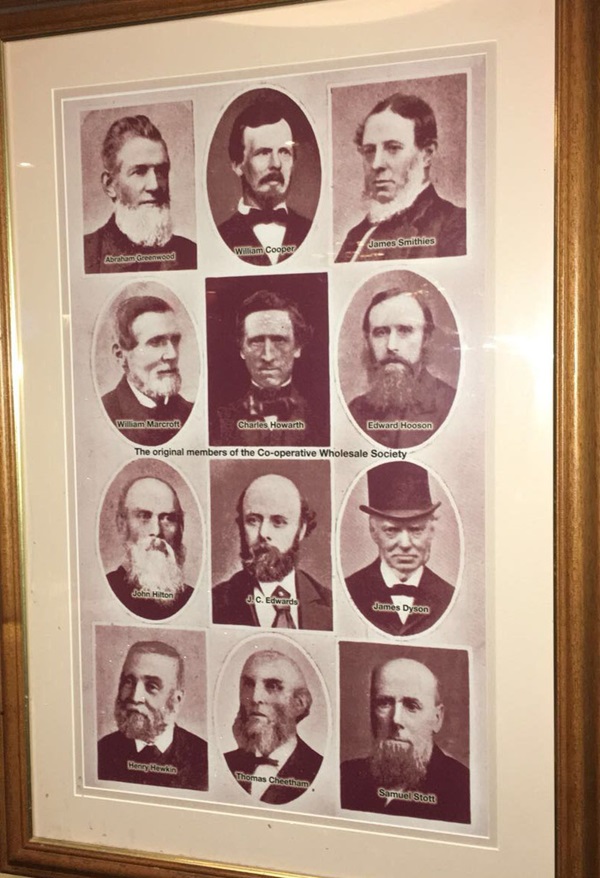 Abraham Greenwood
William Cooper
James Smithies
William Marcroft
Charles Howarth
Edward Hooson
The original members of the Co-operative Wholesale Society
John Hilton
J. C. Edwards
James Dyson
Henry Hewkin
Thomas Cheetham
Samuel Stott